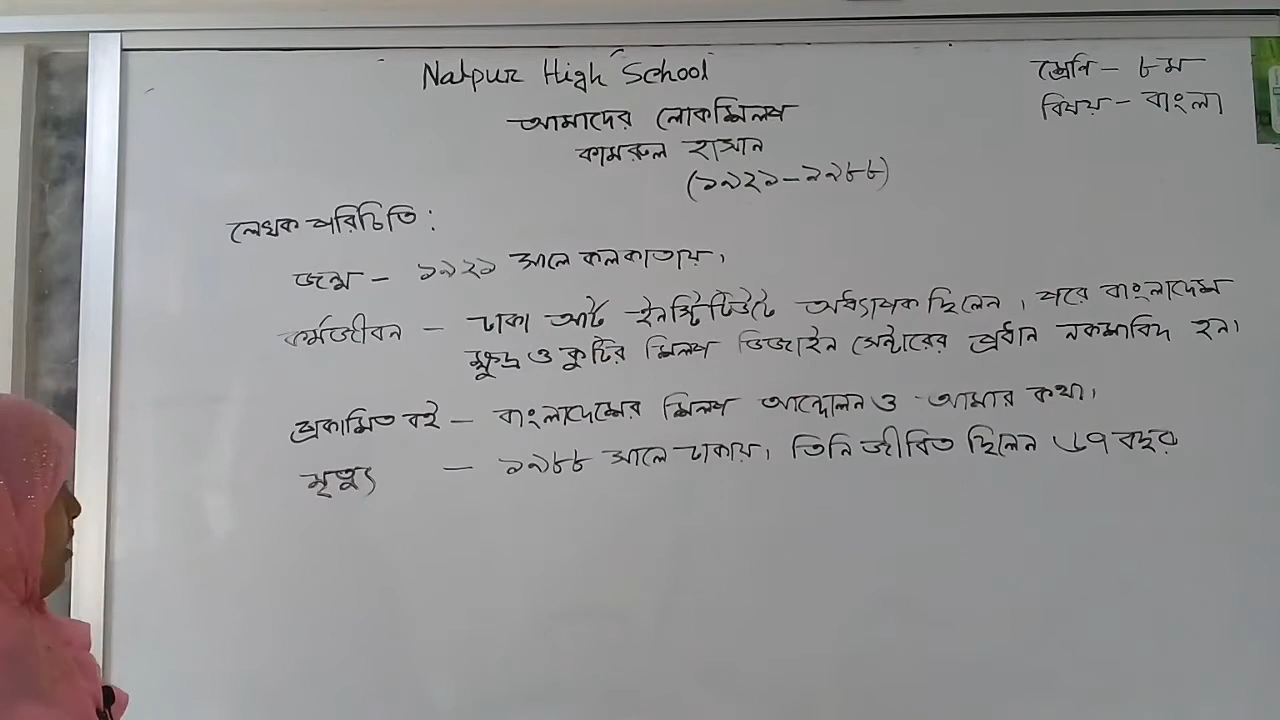 Natpur High School
শ্রেণি - ৮ম
বিষয় - বাংলা
আমাদের লোকশিল্প
কামরুল হাসান
(১৯২১-১৯৮৮)
লেখক পরিচিতি :
জন্ম - ১৯২১ সালে কলকাতায়।
কর্মজীবন - ঢাকা আর্ট ইনস্টিটিউটে অধ্যাপক ছিলেন। পরে বাংলাদেশ
ক্ষুদ্র ও কুটির শিল্প ডিজাইন সেন্টারের প্রধান নকশাবিদ হন।
প্রকাশিত বই - বাংলাদেশের শিল্প আন্দোলন ও আমার কথা।
মৃত্যু - ১৯৮৮ সালে ঢাকায়। তিনি জীবিত ছিলেন ৬৭ বছর